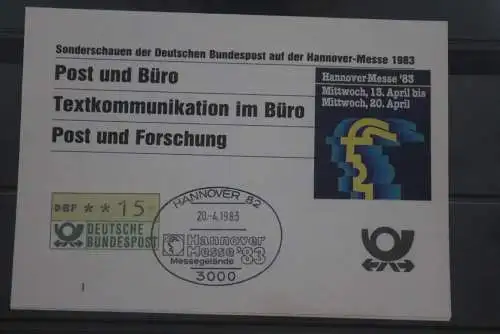 Sonderschauen der Deutschen Bundespost auf der Hannover-Messe 1983
Post und Büro
Textkommunikation im Büro
Post und Forschung
Hannover-Messe '83
Mittwoch, 13. April bis
Mittwoch, 20. April
DBP * * 15
DEUTSCHE
BUNDESPOST
HANNOVER 82
20.-4.1983
Hannover
Messe '83
Messegelände
3000